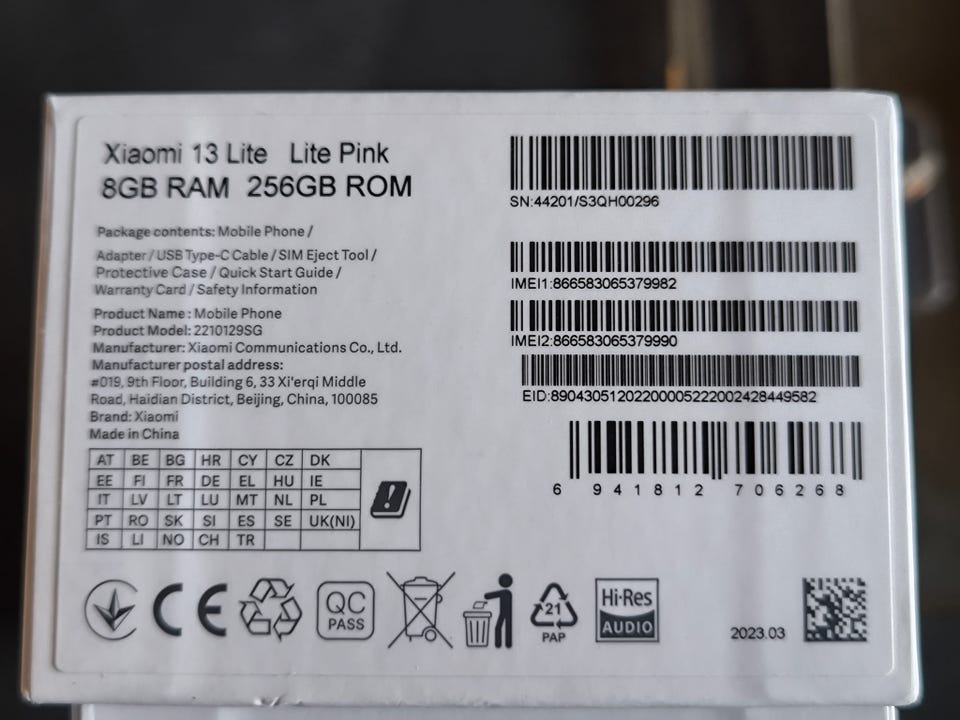 Xiaomi 13 Lite Lite Pink
8GB RAM 256GB ROM
Package contents: Mobile Phone /
Adapter / USB Type-C Cable / SIM Eject Tool /
Protective Case / Quick Start Guide /
Warranty Card / Safety Information
Product Name : Mobile Phone
Product Model: 2210129SG
Manufacturer: Xiaomi Communications Co., Ltd.
Manufacturer postal address:
#019, 9th Floor, Building 6, 33 Xi'erqi Middle
Road, Haidian District, Beijing, China, 100085
Brand: Xiaomi
Made in China
SN:44201/S3QH00296
IMEI1:866583065379982
IMEI2:866583065379990
EID:89043051202200005222002428449582
6 941812 706268
AT BE BG HR CY CZ DK
EE FI FR DE EL HU IE
IT LV LT LU MT NL PL
PT RO SK SI ES SE UK(NI)
IS LI NO CH TR
CE
QC
PASS
21
PAP
Hi-Res
AUDIO
2023.03